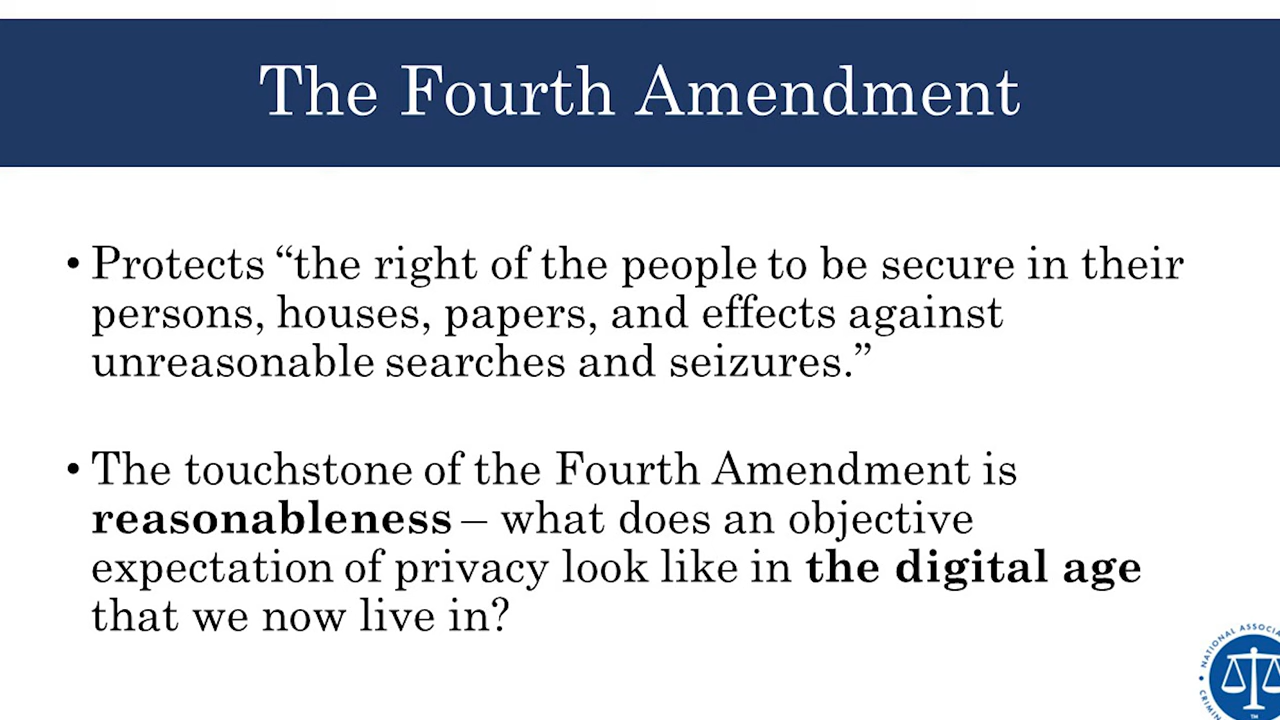 The Fourth Amendment
• Protects “the right of the people to be secure in their
persons, houses, papers, and effects against
unreasonable searches and seizures.”
• The touchstone of the Fourth Amendment is
reasonableness – what does an objective
expectation of privacy look like in the digital age
that we now live in?
NATIONAL
TM